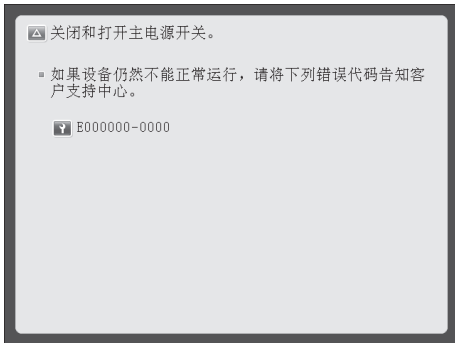 关闭和打开主电源开关。
如果设备仍然不能正常运行，请将下列错误代码告知客
户支持中心。
E000000-0000